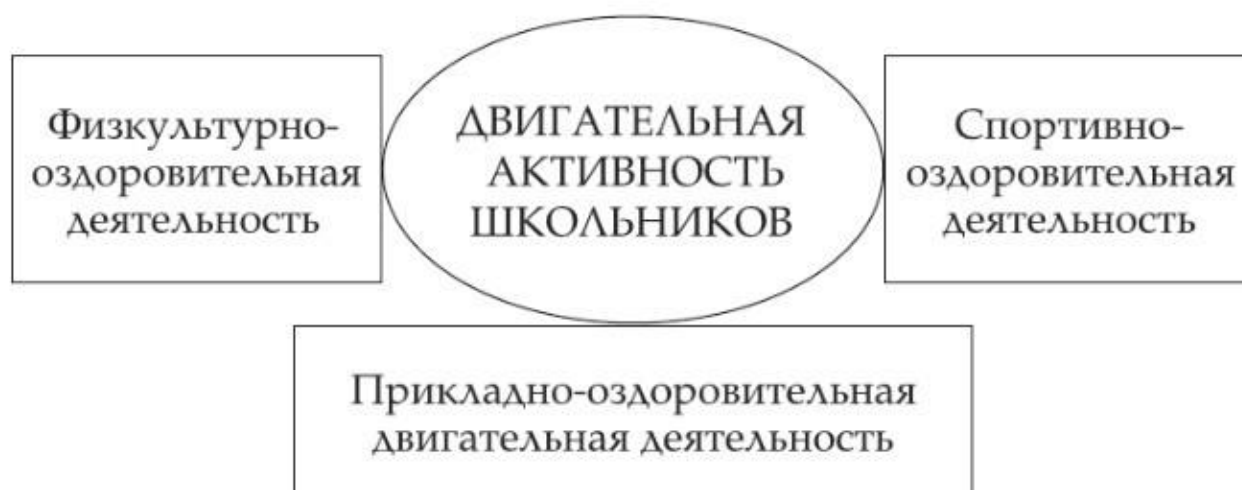 Физкультурно-
оздоровительная
деятельность
ДВИГАТЕЛЬНАЯ
АКТИВНОСТЬ
ШКОЛЬНИКОВ
Спортивно-
оздоровительная
деятельность
Прикладно-оздоровительная
двигательная деятельность